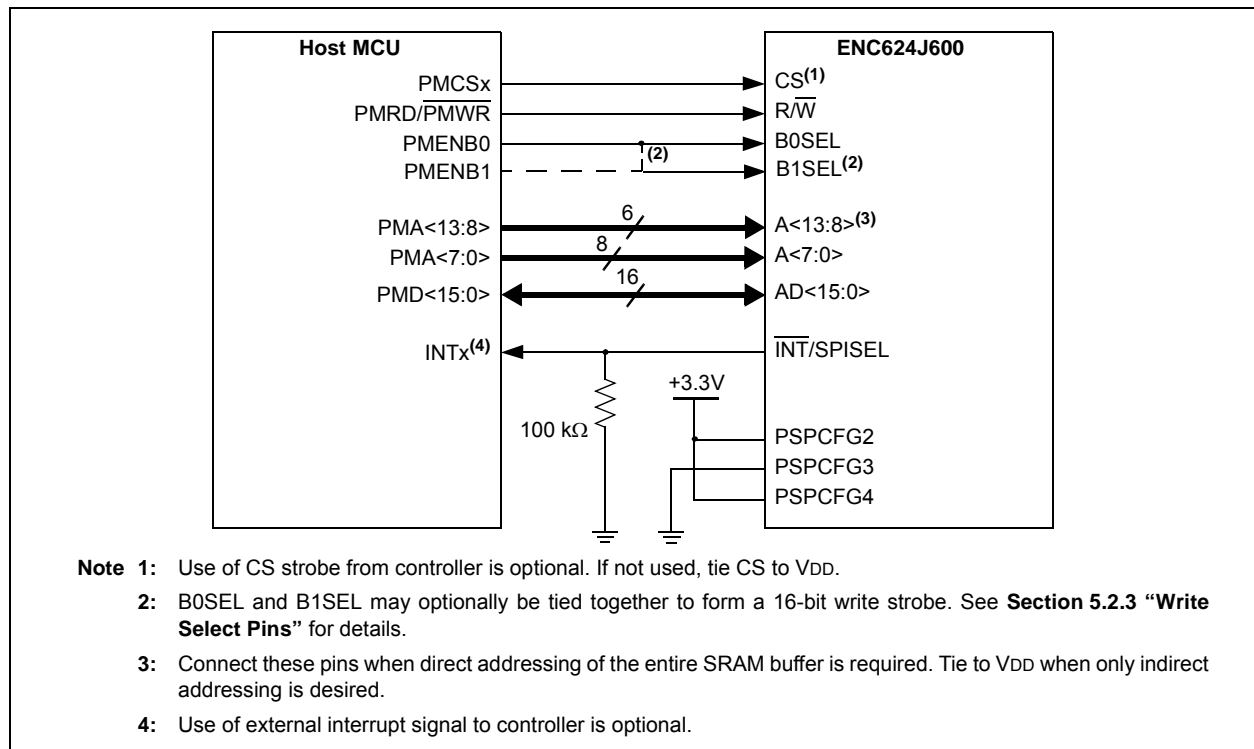 Host MCU
ENC624J600
PMCSx
CS(1)
PMRD/PMWR
R/W
PMENB0
B0SEL
(2)
PMENB1
B1SEL(2)
6
PMA<13:8>
A<13:8>(3)
8
PMA<7:0>
A<7:0>
16
PMD<15:0>
AD<15:0>
INTx(4)
INT/SPISEL
+3.3V
100 kΩ
PSPCFG2
PSPCFG3
PSPCFG4
Note 1: Use of CS strobe from controller is optional. If not used, tie CS to VDD.
2: B0SEL and B1SEL may optionally be tied together to form a 16-bit write strobe. See Section 5.2.3 “Write
Select Pins” for details.
3: Connect these pins when direct addressing of the entire SRAM buffer is required. Tie to VDD when only indirect
addressing is desired.
4: Use of external interrupt signal to controller is optional.